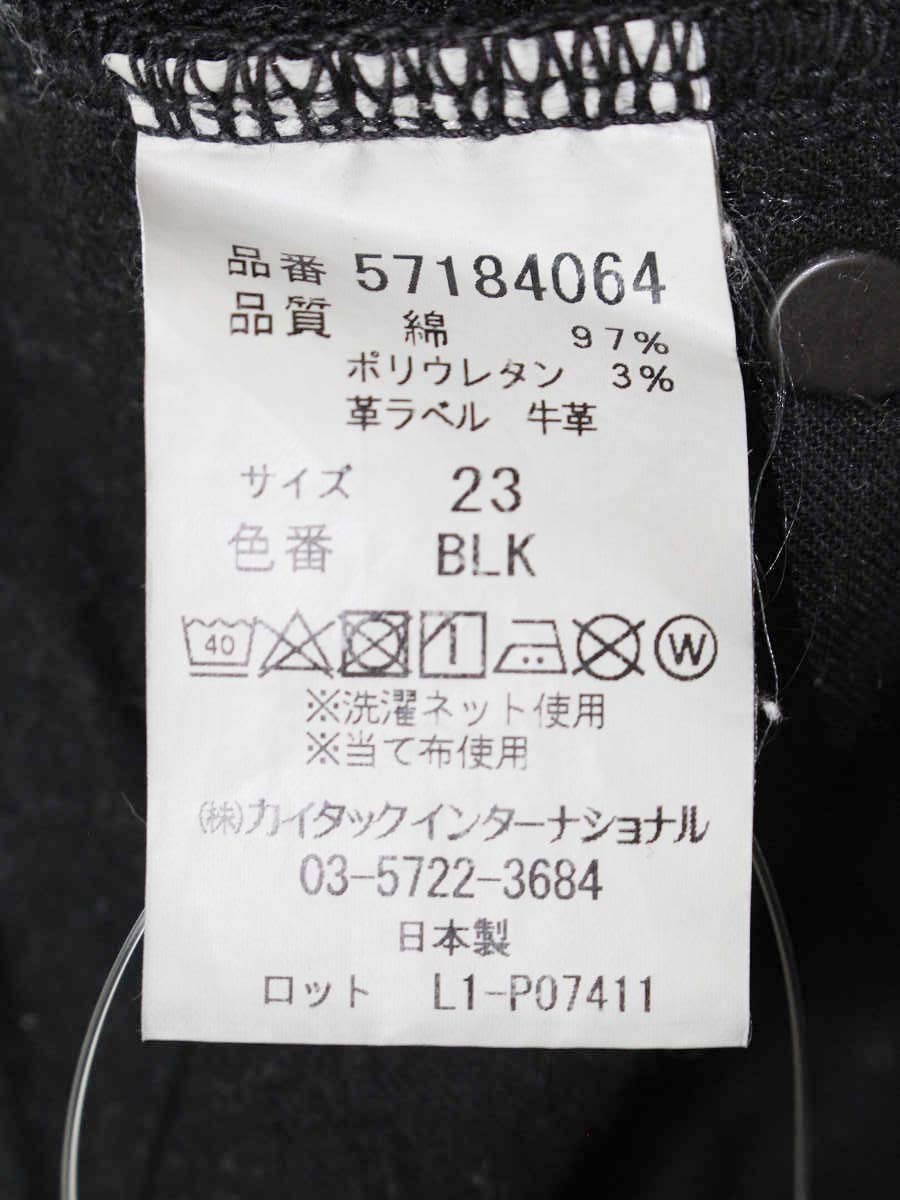 品番 57184064
品質 綿 97%
ポリウレタン 3%
革ラベル 牛革
サイズ 23
色番 BLK
40 W
※洗濯ネット使用
※当て布使用
㈱カイタックインターナショナル
03-5722-3684
日本製
ロット L1-P07411